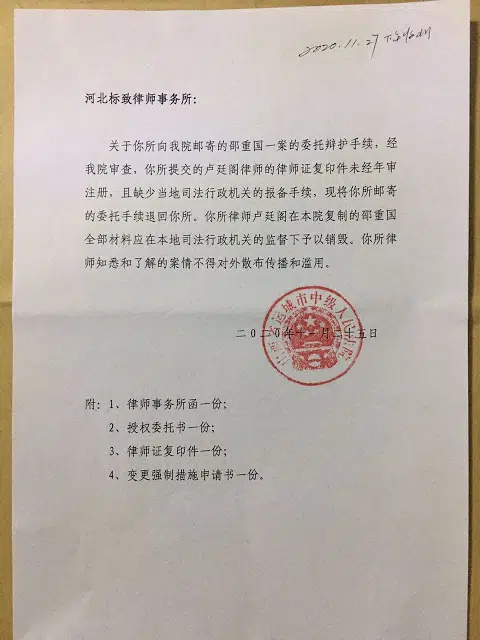 2020.11.27
河北标致律师事务所：
关于你所向我院邮寄的邵重国一案的委托辩护手续，经
我院审查，你所提交的卢廷阁律师的律师证复印件未经年审
注册，且缺少当地司法行政机关的报备手续，现将你所邮寄
的委托手续退回你所。你所律师卢廷阁在本院复制的邵重国
全部材料应在本地司法行政机关的监督下予以销毁。你所律
师知悉和了解的案情不得对外散布传播和滥用。
山西省运城市中级人民法院
二〇二〇年十一月二十五日
附：1、律师事务所函一份；
2、授权委托书一份；
3、律师证复印件一份；
4、变更强制措施申请书一份。